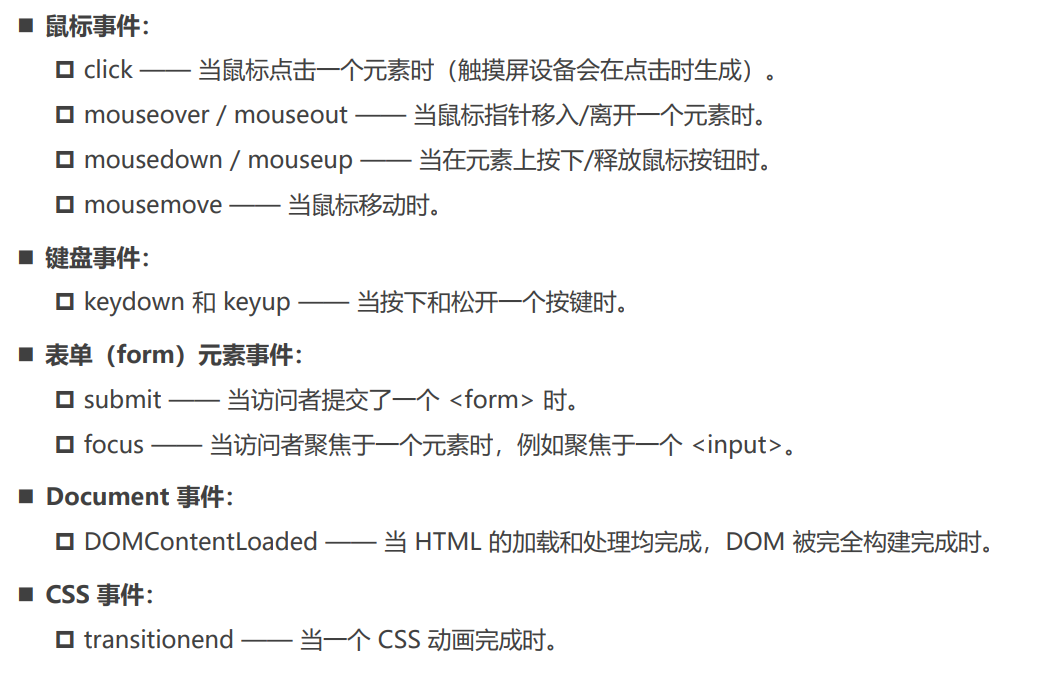 ■ 鼠标事件：
click —— 当鼠标点击一个元素时（触摸屏设备会在点击时生成）。
mouseover / mouseout —— 当鼠标指针移入/离开一个元素时。
mousedown / mouseup —— 当在元素上按下/释放鼠标按钮时。
mousemove —— 当鼠标移动时。
■ 键盘事件：
keydown 和 keyup —— 当按下和松开一个按键时。
■ 表单（form）元素事件：
submit —— 当访问者提交了一个 <form> 时。
focus —— 当访问者聚焦于一个元素时，例如聚焦于一个 <input>。
■ Document 事件：
DOMContentLoaded —— 当 HTML 的加载和处理均完成，DOM 被完全构建完成时。
■ CSS 事件：
transitionend —— 当一个 CSS 动画完成时。